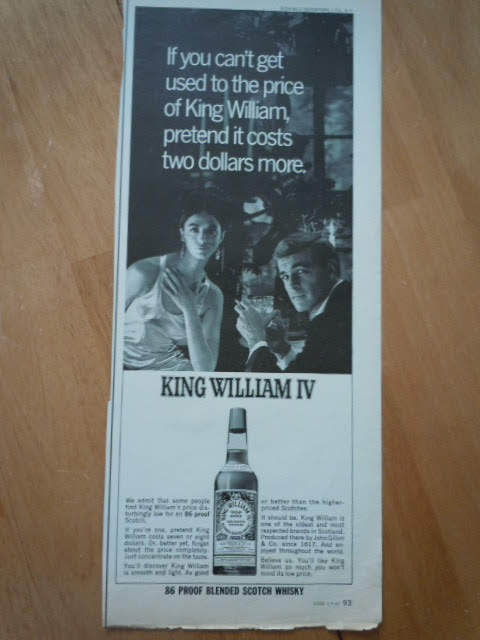 If you can't get
used to the price
of King William,
pretend it costs
two dollars more.
KING WILLIAM IV
KING WILLIAM
We admit that some people
find King William's price dis-
turbingly low for an 86 proof
Scotch.
If you're one, pretend King
William costs seven or eight
dollars. Or, better yet, forget
about the price completely.
Just concentrate on the taste.
You'll discover King William
is smooth and light. As good
or better than the higher-
priced Scotches.
It should be. King William is
one of the oldest and most
respected brands in Scotland.
Produced there by John Gillon
& Co. since 1817. And en-
joyed throughout the world.
Believe us. You'll like King
William so much you won't
mind its low price.
86 PROOF BLENDED SCOTCH WHISKY
93